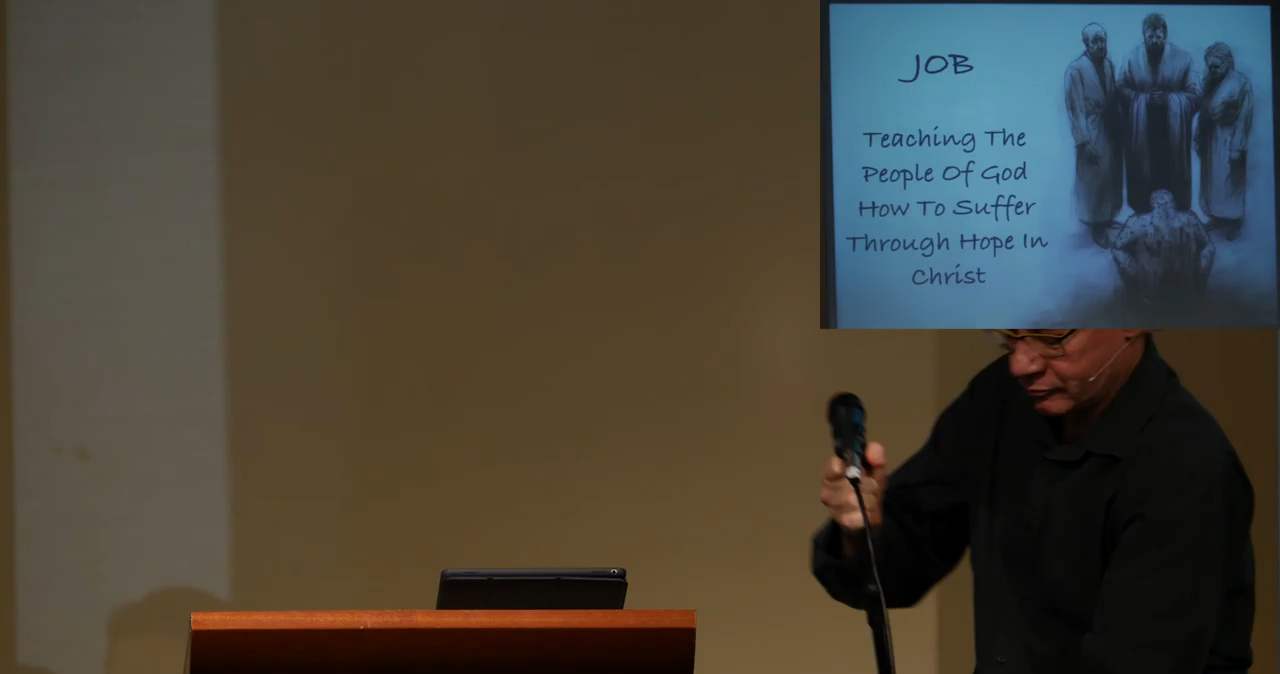 JOB
Teaching The
People Of God
How To Suffer
Through Hope In
Christ